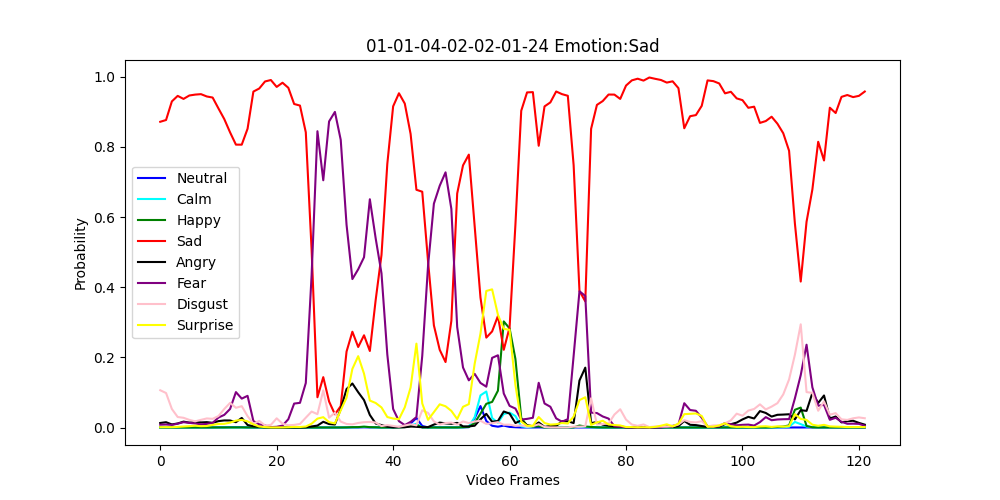 01-01-04-02-02-01-24 Emotion:Sad
Probability
1.0
0.8
0.6
0.4
0.2
0.0
Neutral
Calm
Happy
Sad
Angry
Fear
Disgust
Surprise
0 20 40 60 80 100 120
Video Frames